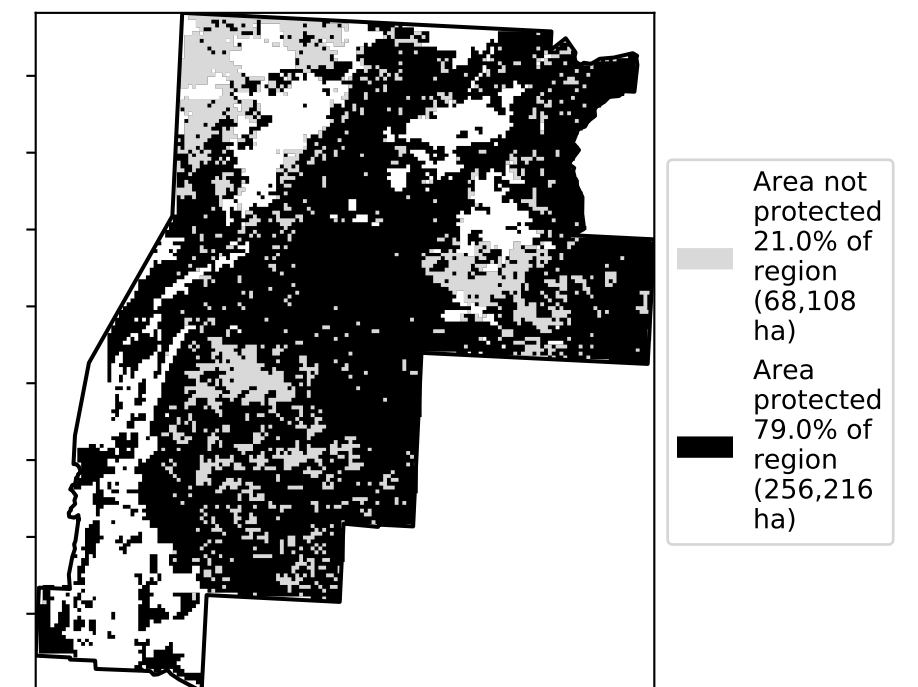 Area not
protected
21.0% of
region
(68,108
ha)
Area
protected
79.0% of
region
(256,216
ha)